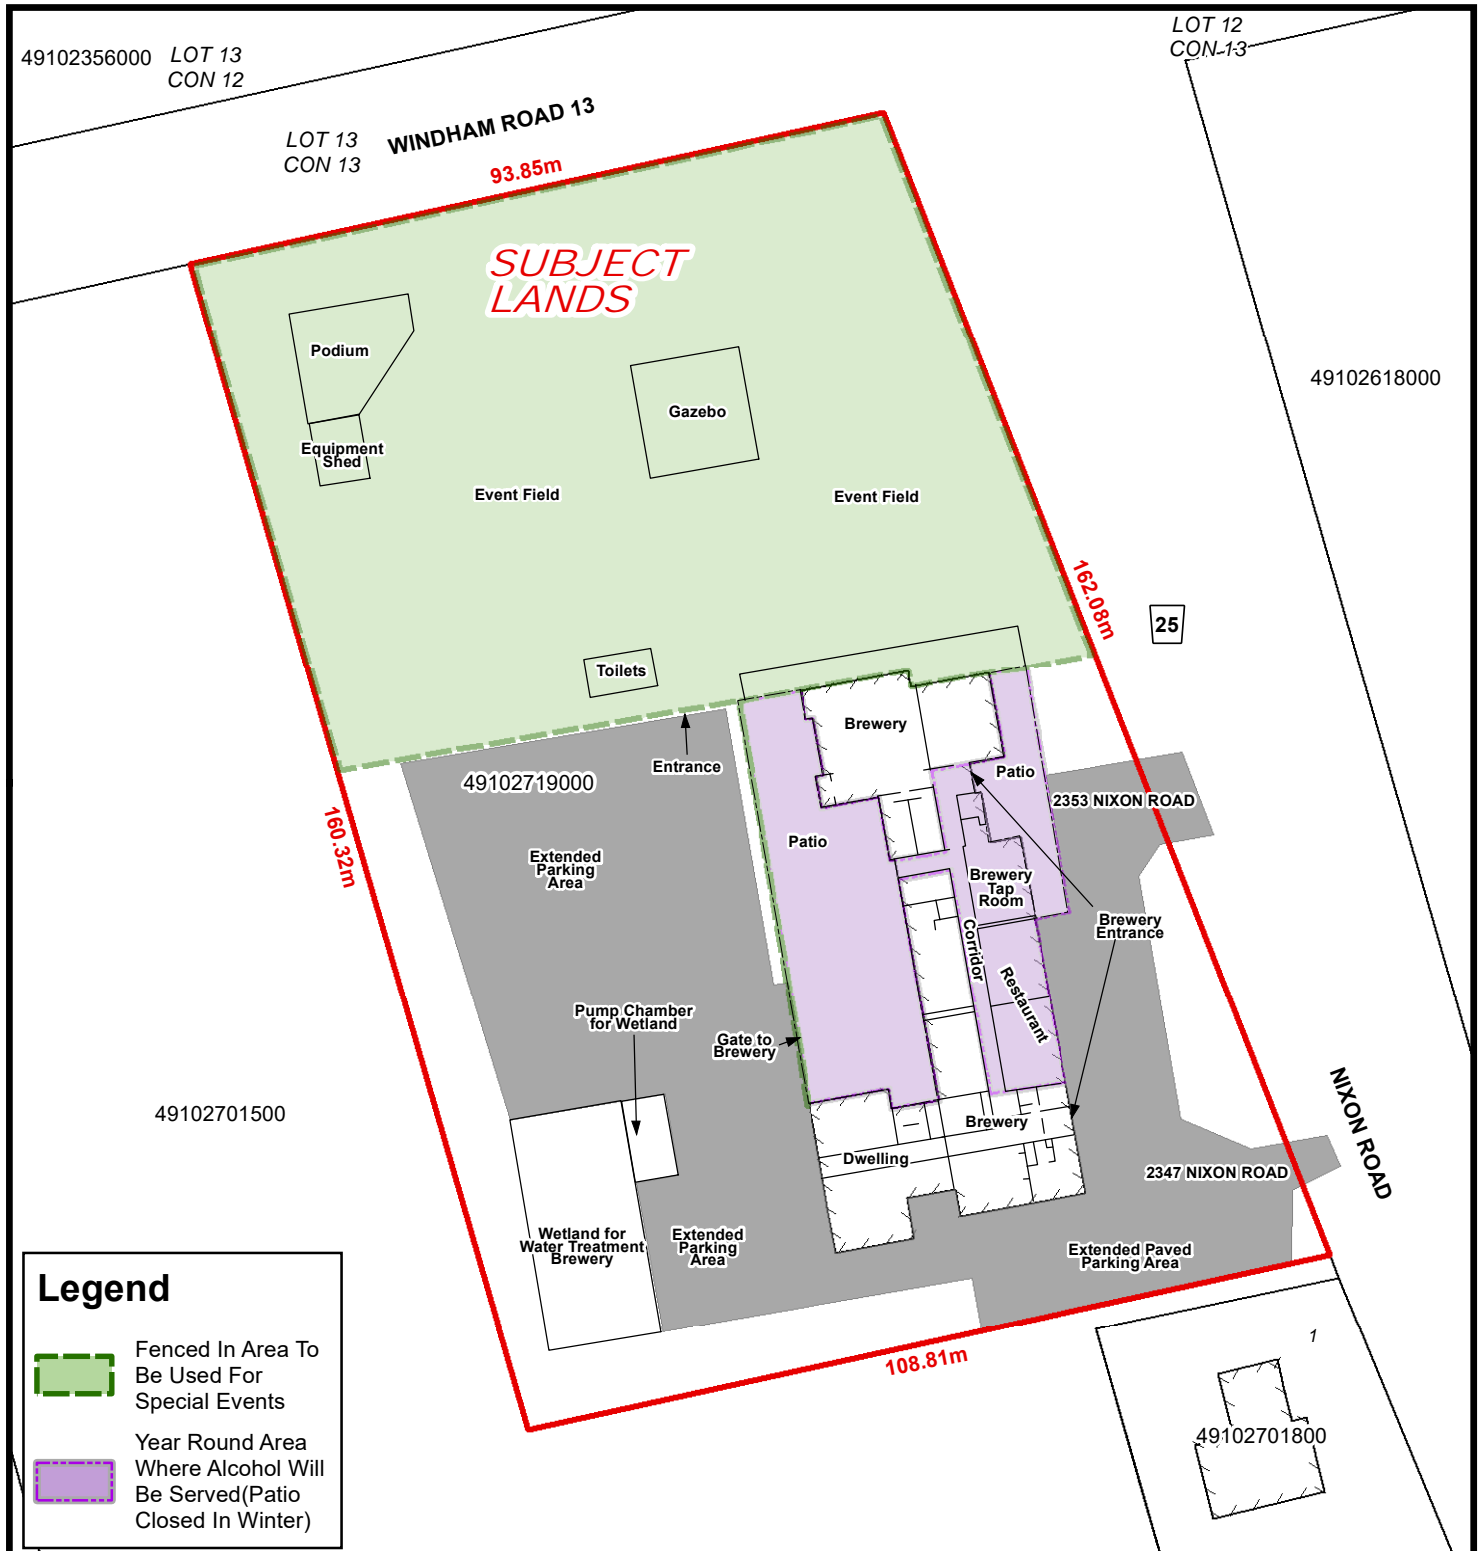 49102356000
LOT 13
CON 12
LOT 12
CON 13
WINDHAM ROAD 13
LOT 13
CON 13
93.85m
SUBJECT
LANDS
Podium
Gazebo
49102618000
Equipment
Shed
Event Field
Event Field
162.08m
25
Toilets
Brewery
Entrance
Patio
49102719000
2353 NIXON ROAD
160.32m
Patio
Extended
Parking
Area
Brewery
Tap
Room
Brewery
Entrance
Corridor
Restaurant
Pump Chamber
for Wetland
Gate to
Brewery
49102701500
NIXON ROAD
Brewery
Dwelling
2347 NIXON ROAD
Wetland for
Water Treatment
Brewery
Extended
Parking
Area
Extended Paved
Parking Area
108.81m
1
49102701800
Legend
Fenced In Area To
Be Used For
Special Events
Year Round Area
Where Alcohol Will
Be Served(Patio
Closed In Winter)